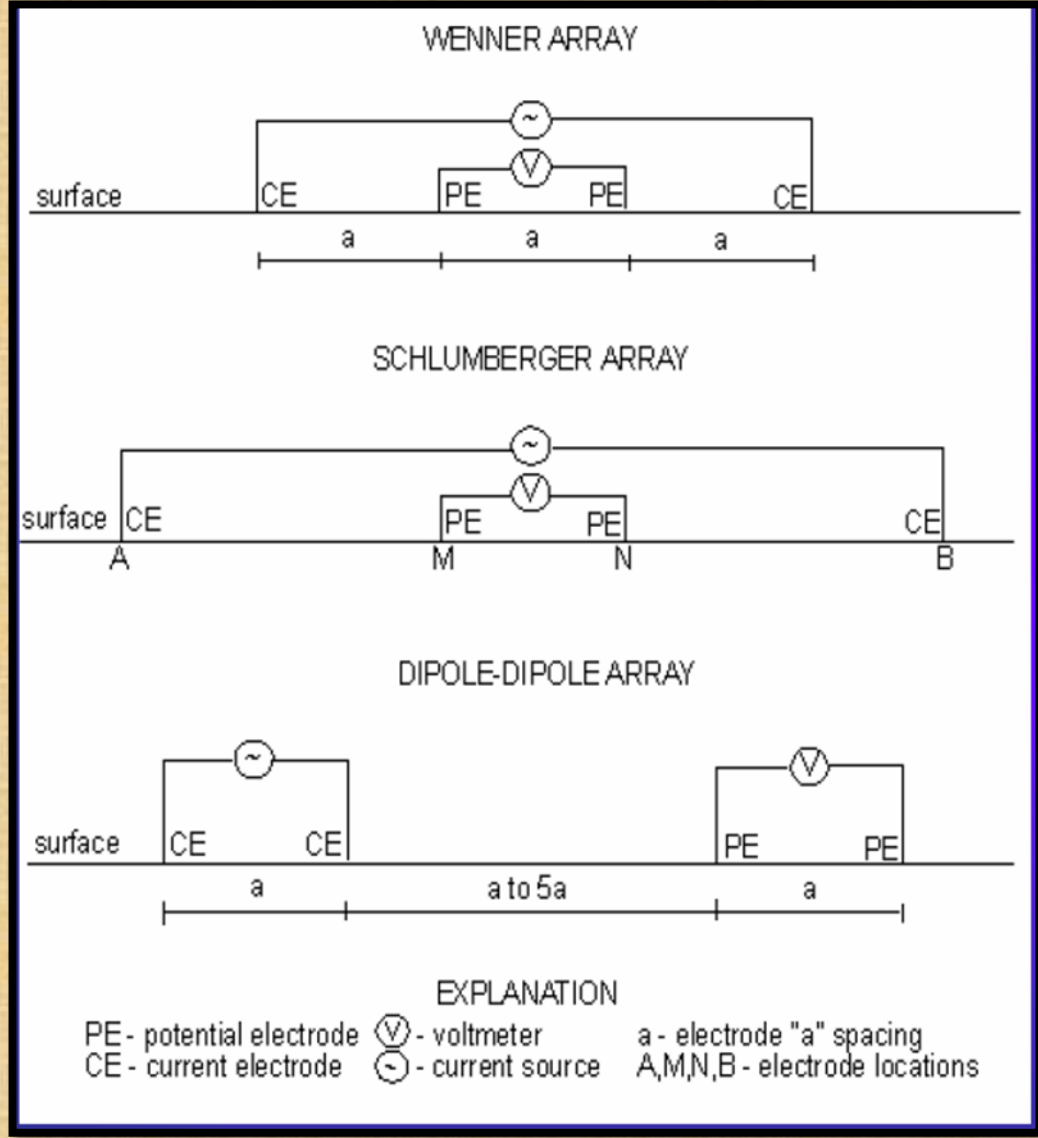 WENNER ARRAY
~
V
surface CE PE PE CE
a a a
SCHLUMBERGER ARRAY
~
V
surface CE PE PE CE
A M N B
DIPOLE-DIPOLE ARRAY
~ V
surface CE CE PE PE
a a to 5a a
EXPLANATION
PE - potential electrode V - voltmeter a - electrode "a" spacing
CE - current electrode ~ - current source A,M,N,B - electrode locations